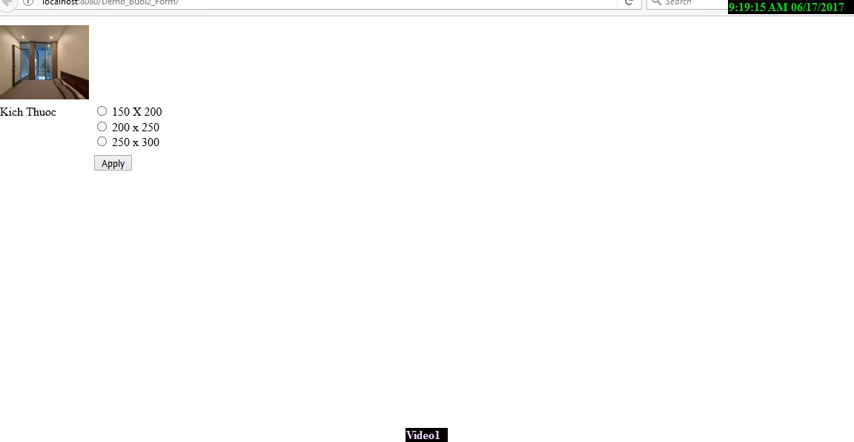 localhost:8080/Demo_Buoi2_Form/
Search
9:19:15 AM 06/17/2017
Kich Thuoc
150 X 200
200 x 250
250 x 300
Apply
Video1